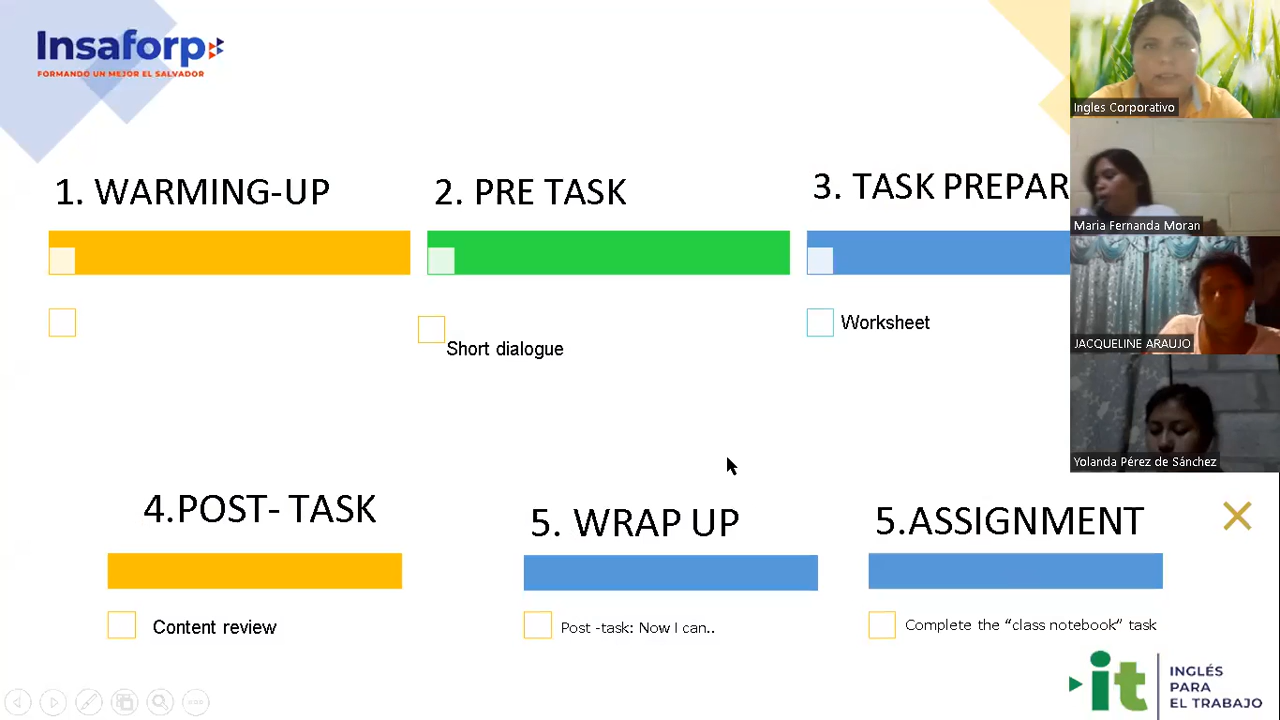 Insaforp
FORMANDO UN MEJOR EL SALVADOR
1. WARMING-UP
2. PRE TASK
3. TASK PREPAR
Short dialogue
Worksheet
4.POST- TASK
5. WRAP UP
5.ASSIGNMENT
Content review
Post -task: Now I can..
Complete the “class notebook” task
Ingles Corporativo
Maria Fernanda Moran
JACQUELINE ARAUJO
Yolanda Pérez de Sánchez
it
INGLÉS
PARA
EL TRABAJO